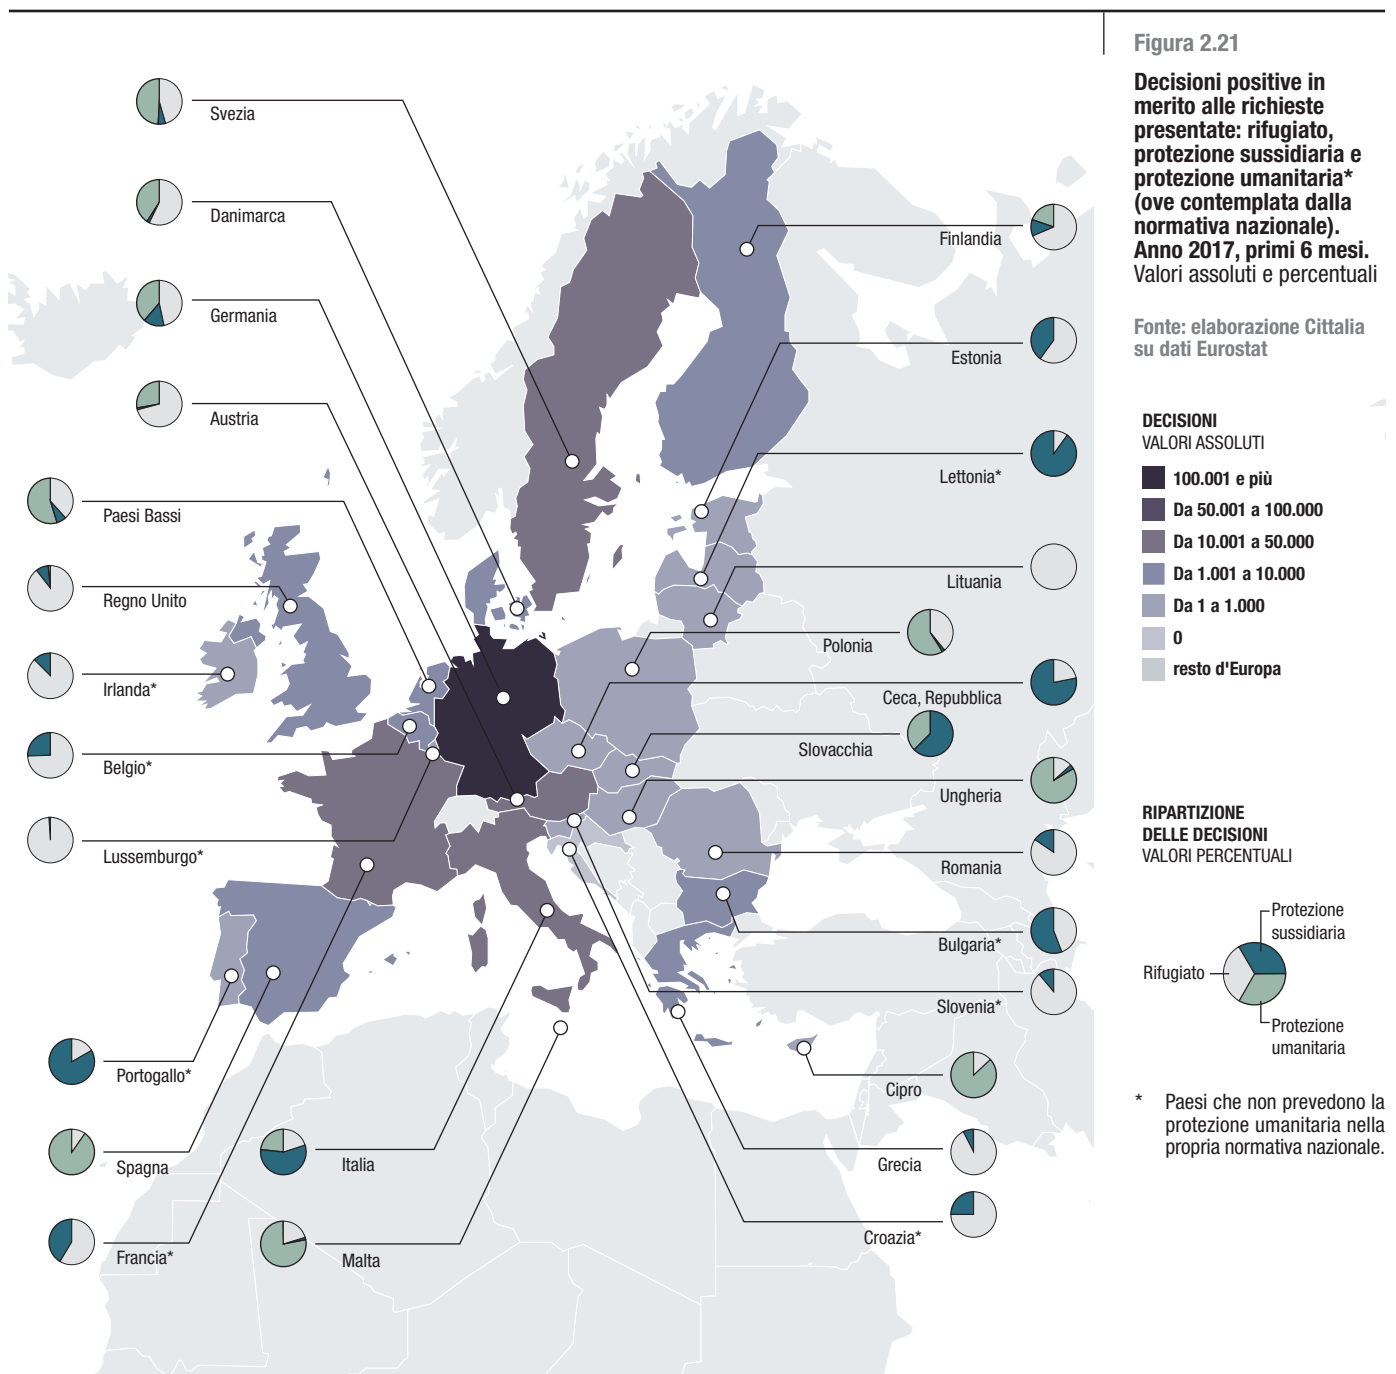 Figura 2.21
Decisioni positive in
merito alle richieste
presentate: rifugiato,
protezione sussidiaria e
protezione umanitaria*
(ove contemplata dalla
normativa nazionale).
Anno 2017, primi 6 mesi.
Valori assoluti e percentuali
Fonte: elaborazione Cittalia
su dati Eurostat
DECISIONI
VALORI ASSOLUTI
100.001 e più
Da 50.001 a 100.000
Da 10.001 a 50.000
Da 1.001 a 10.000
Da 1 a 1.000
0
resto d'Europa
RIPARTIZIONE
DELLE DECISIONI
VALORI PERCENTUALI
Protezione
sussidiaria
Rifugiato
Protezione
umanitaria
* Paesi che non prevedono la
protezione umanitaria nella
propria normativa nazionale.
Svezia
Danimarca
Germania
Austria
Paesi Bassi
Regno Unito
Irlanda*
Belgio*
Lussemburgo*
Portogallo*
Spagna
Francia*
Italia
Malta
Finlandia
Estonia
Lettonia*
Lituania
Polonia
Ceca, Repubblica
Slovacchia
Ungheria
Romania
Bulgaria*
Slovenia*
Cipro
Grecia
Croazia*